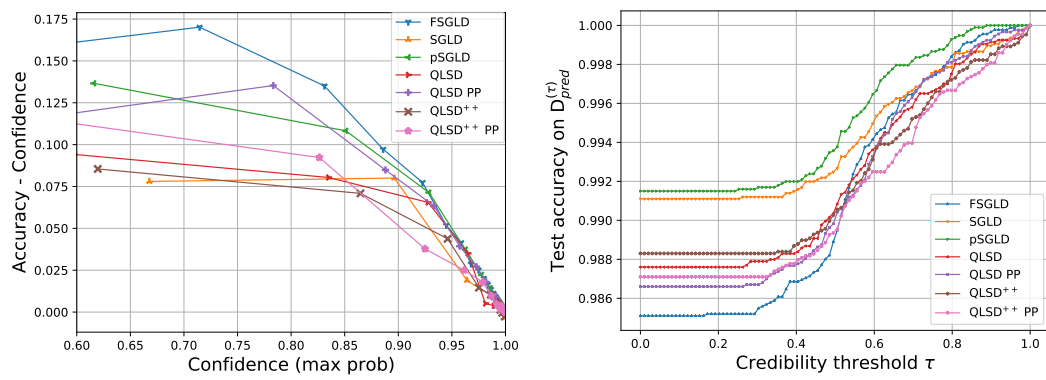 Accuracy - Confidence
0.175
0.150
0.125
0.100
0.075
0.050
0.025
0.000
0.60 0.65 0.70 0.75 0.80 0.85 0.90 0.95 1.00
Confidence (max prob)
FSGLD
SGLD
pSGLD
QLSD
QLSD PP
QLSD⁺⁺
QLSD⁺⁺ PP
Test accuracy on D_pred^(τ)
1.000
0.998
0.996
0.994
0.992
0.990
0.988
0.986
0.0 0.2 0.4 0.6 0.8 1.0
Credibility threshold τ
FSGLD
SGLD
pSGLD
QLSD
QLSD PP
QLSD⁺⁺
QLSD⁺⁺ PP